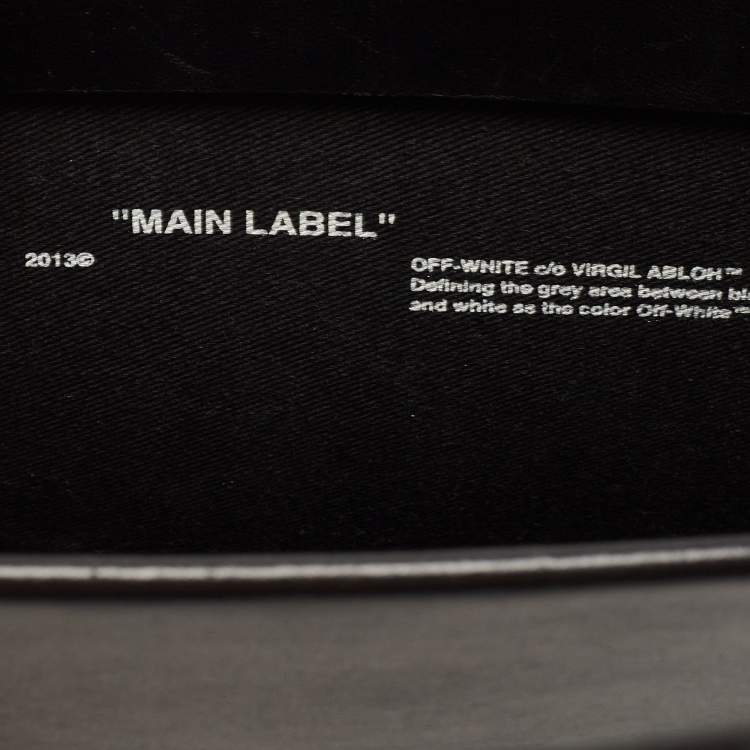 "MAIN LABEL"
2013©
OFF-WHITE c/o VIRGIL ABLOH™
Defining the grey area between
and white as the color Off-White™